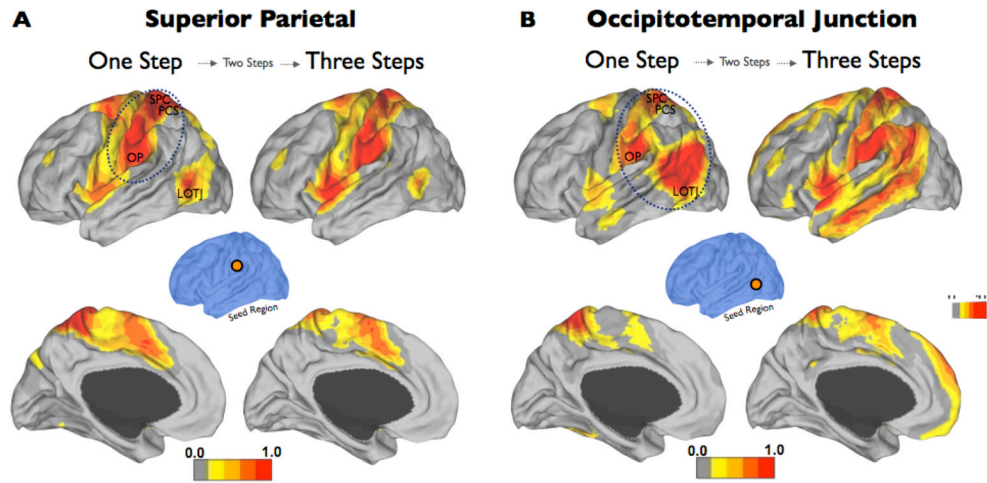 A Superior Parietal
One Step Two Steps Three Steps
SPC
PCS
OP
LOTJ
Seed Region
0.0 1.0
B Occipitotemporal Junction
One Step Two Steps Three Steps
SPC
PCS
OP
LOTJ
Seed Region
0.0 1.0